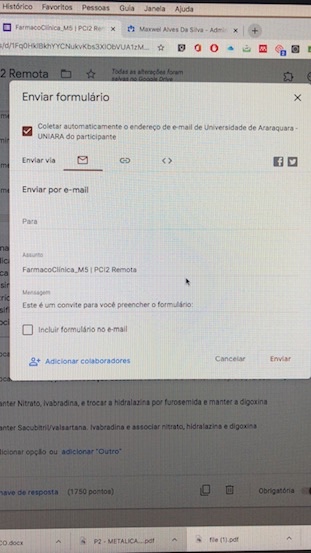 Histórico Favoritos Pessoas Guia Janela Ajuda
FarmacoClínica_M5 | PCI2 Rem
Maxwel Alves Da Silva - Admi
2 Remota
Todas as alterações foram
salvas no Google Drive
Enviar formulário
Coletar automaticamente o endereço de e-mail de Universidade de Araraquara -
UNIARA do participante
Enviar via
Enviar por e-mail
Para
Assunto
FarmacoClínica_M5 | PCI2 Remota
Mensagem
Este é um convite para você preencher o formulário:
Incluir formulário no e-mail
Adicionar colaboradores
Cancelar
Enviar
anter Nitrato, Ivabradina, e trocar a hidralazina por furosemida e manter a digoxina
anter Sacubitril/valsartana. Ivabradina e associar nitrato, hidralazina e digoxina
dicionar opção ou adicionar "Outro"
have de resposta (1750 pontos)
Obrigatória
CO.docx
P2 - METALICA....pdf
file (1).pdf